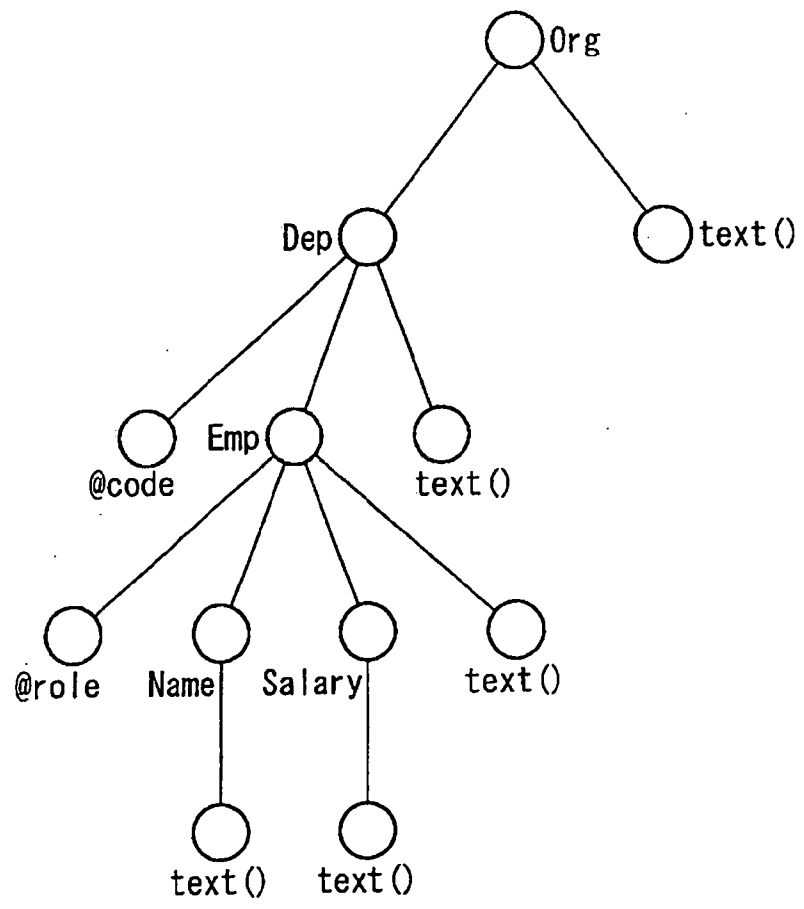 Org
Dep
text()
@code
Emp
text()
@role
Name
Salary
text()
text()
text()